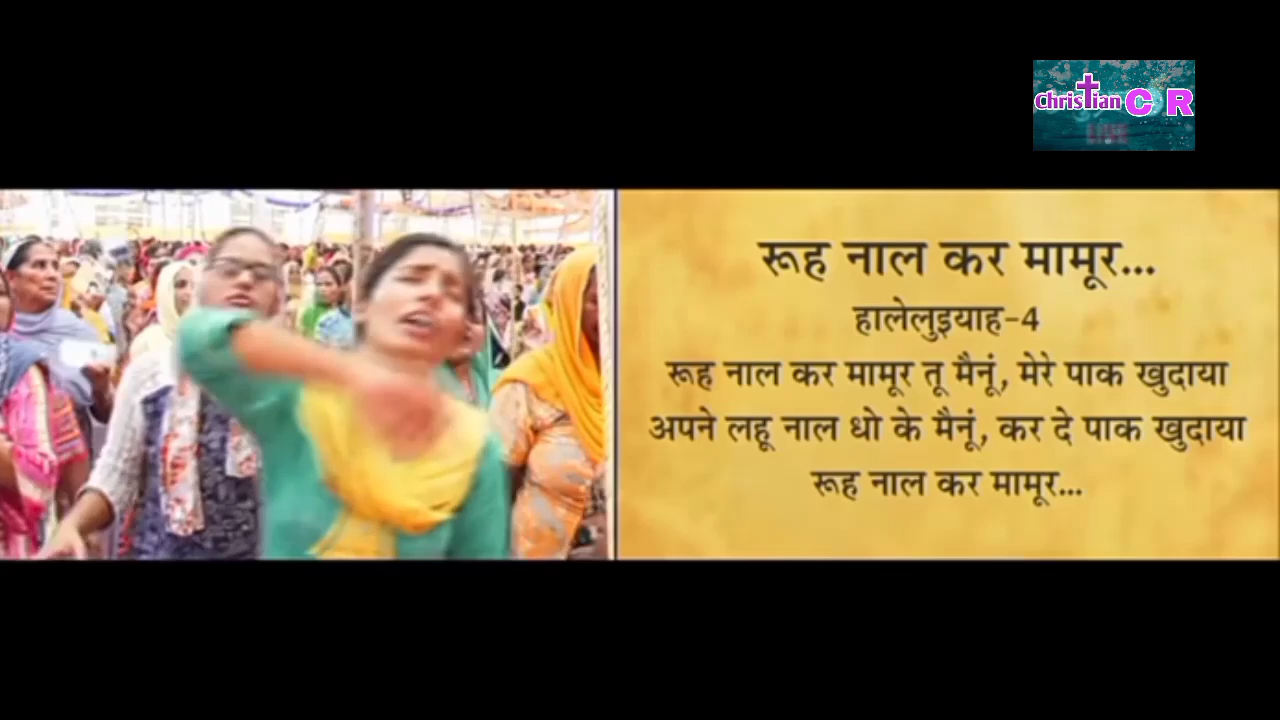 Christian C R
रूह नाल कर मामूर...
हालेलुइयाह-4
रूह नाल कर मामूर तू मैनूं, मेरे पाक खुदाया
अपने लहू नाल धो के मैनूं, कर दे पाक खुदाया
रूह नाल कर मामूर...